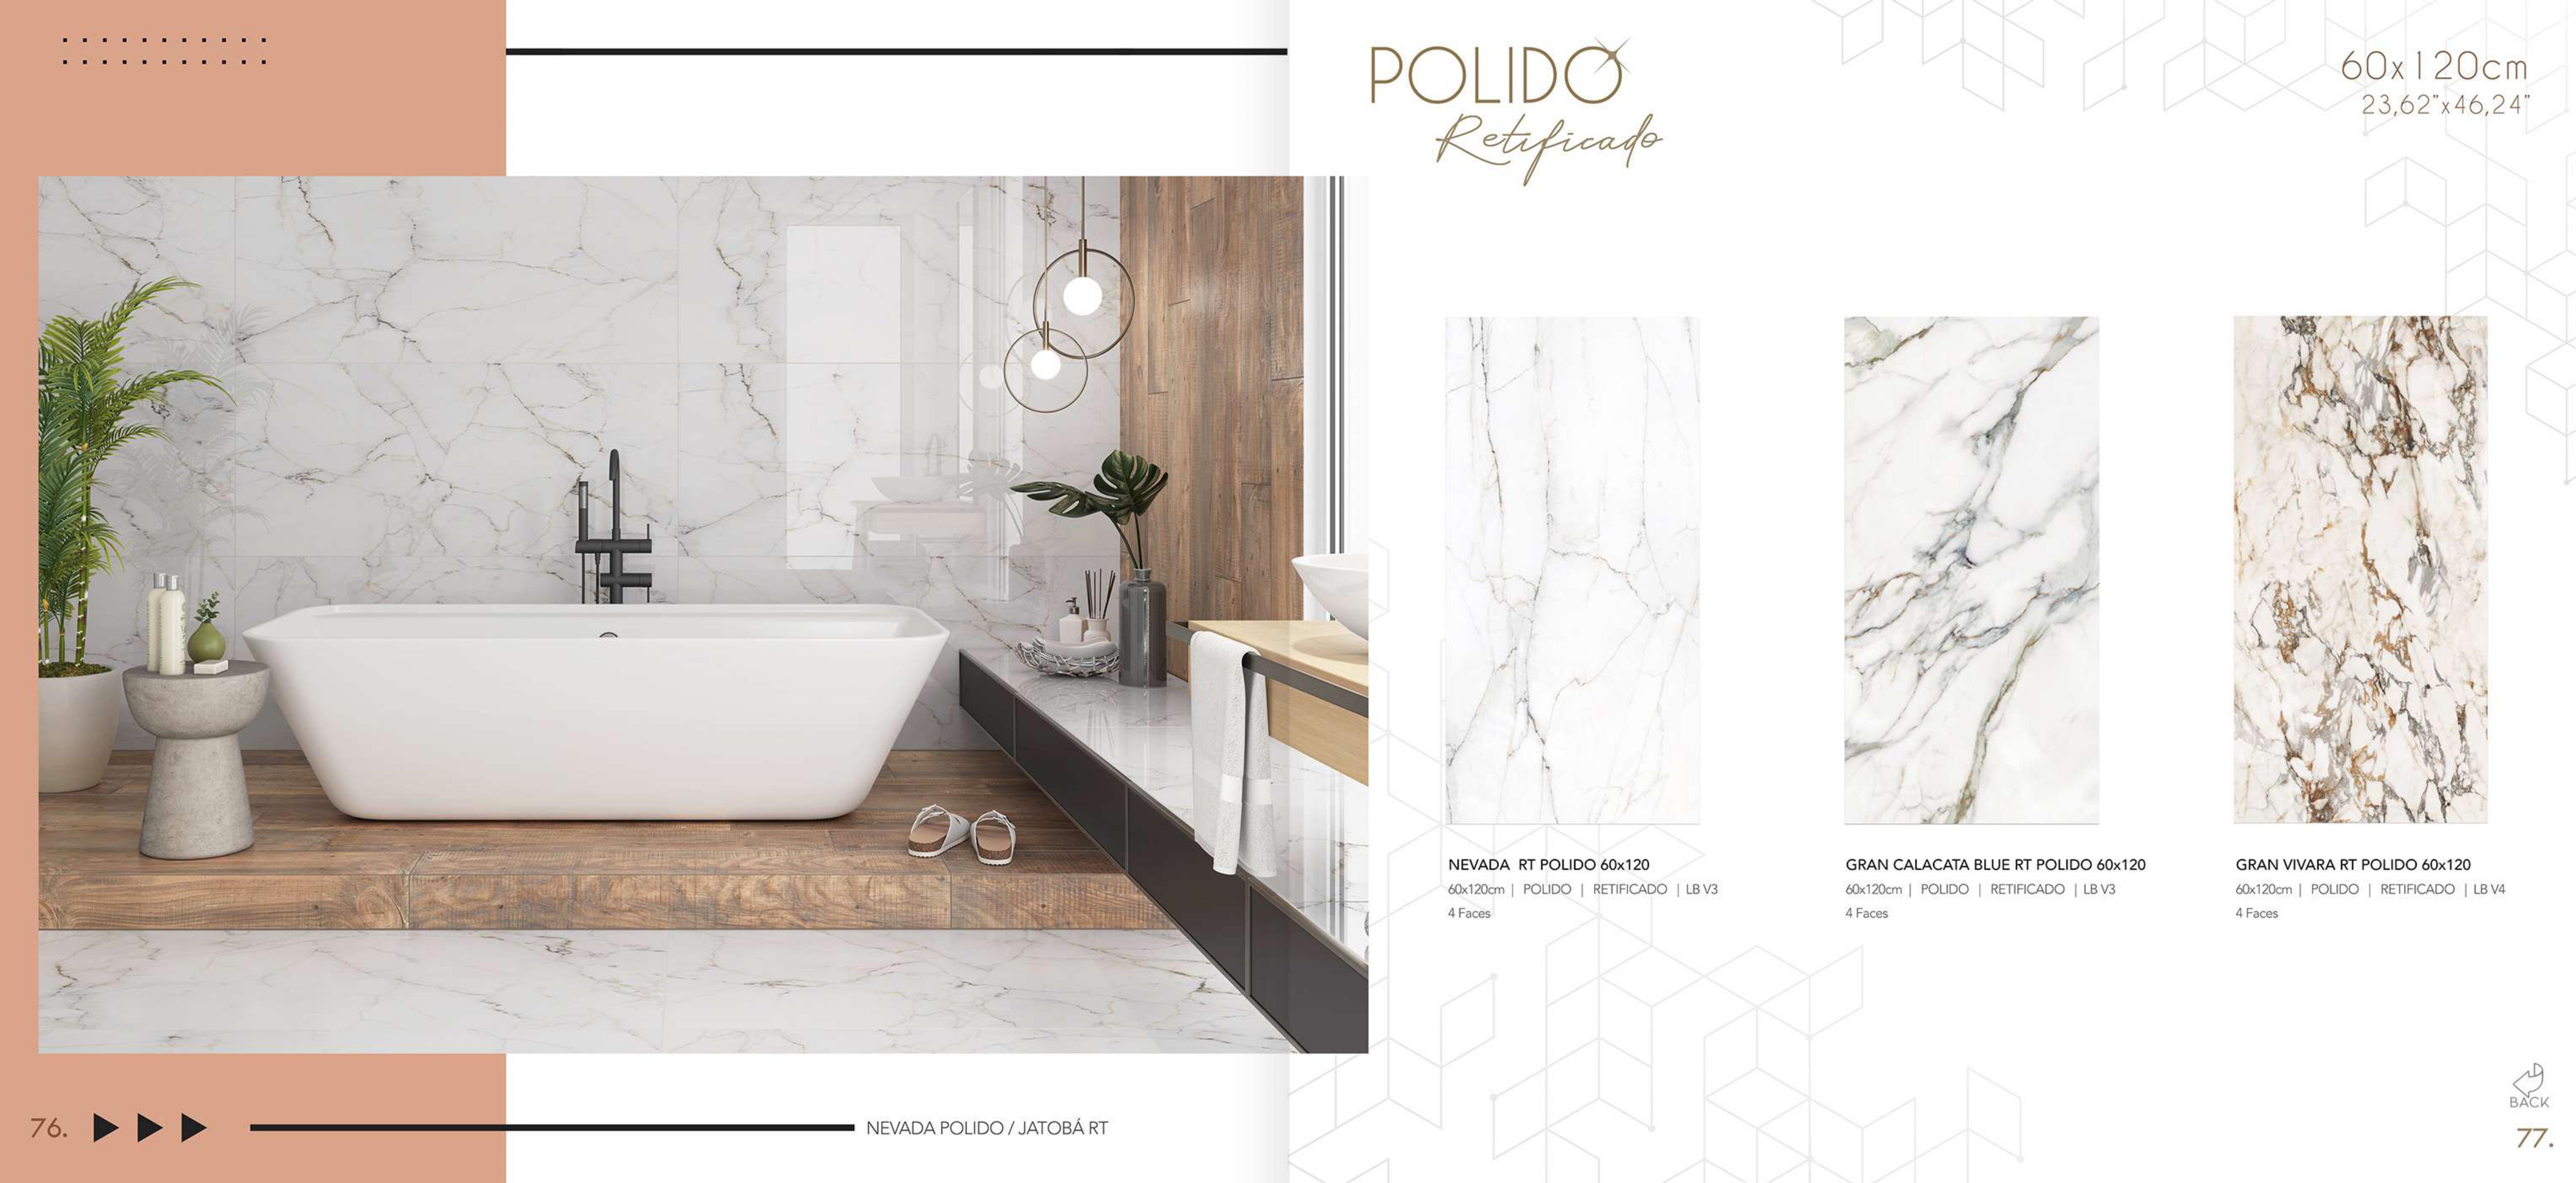 POLIDO
Retificado
60x120cm
23,62”x46,24”
NEVADA  RT POLIDO 60x120
60x120cm | POLIDO | RETIFICADO | LB V3
4 Faces
GRAN CALACATA BLUE RT POLIDO 60x120
60x120cm | POLIDO | RETIFICADO | LB V3
4 Faces
GRAN VIVARA RT POLIDO 60x120
60x120cm | POLIDO | RETIFICADO | LB V4
4 Faces
76.
NEVADA POLIDO / JATOBÁ RT
BACK
77.